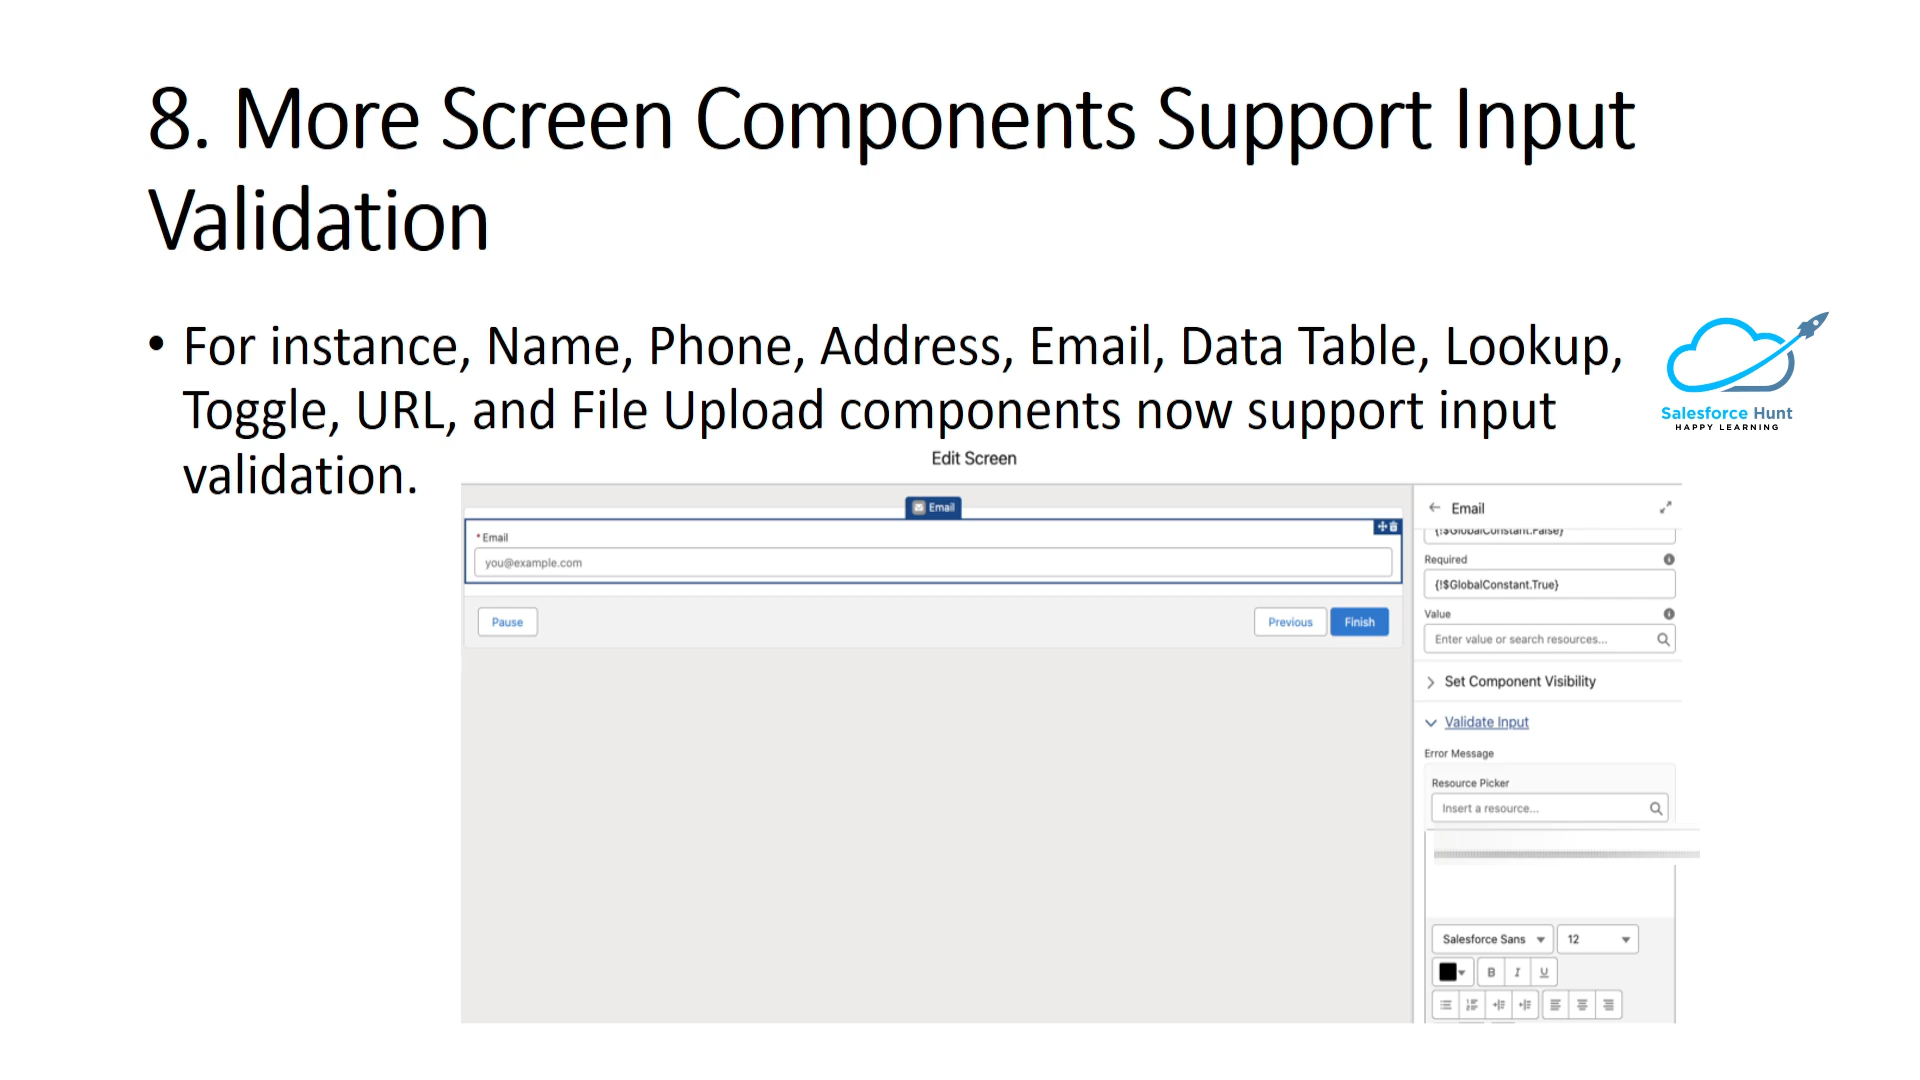 8. More Screen Components Support Input
Validation
• For instance, Name, Phone, Address, Email, Data Table, Lookup,
Toggle, URL, and File Upload components now support input
validation.
Salesforce Hunt
HAPPY LEARNING
Edit Screen
Email
* Email
you@example.com
Pause
Previous
Finish
Email
{!$GlobalConstant.False}
Required
{!$GlobalConstant.True}
Value
Enter value or search resources...
Set Component Visibility
Validate Input
Error Message
Resource Picker
Insert a resource...
Salesforce Sans
12
B I U